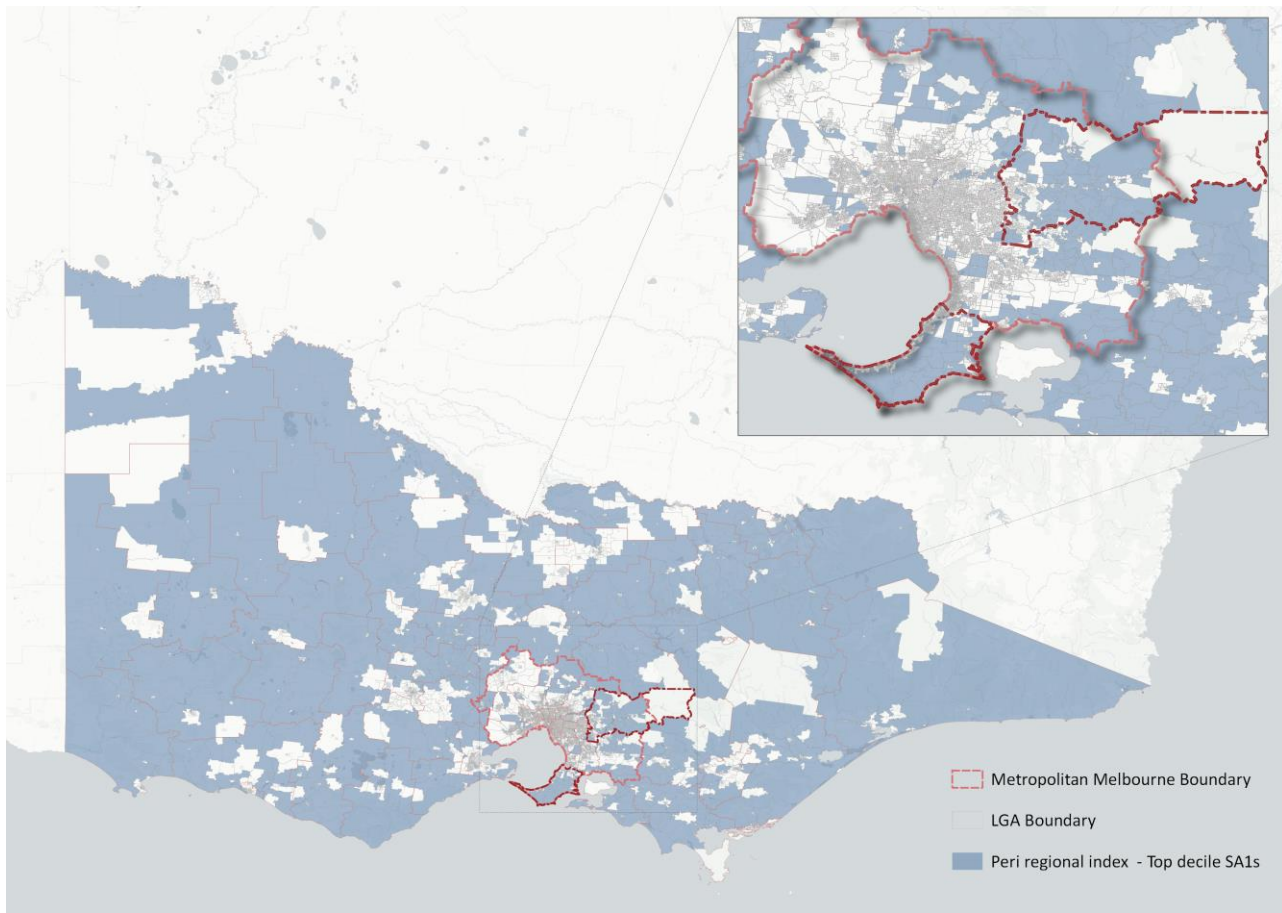 Metropolitan Melbourne Boundary
LGA Boundary
Peri regional index - Top decile SA1s